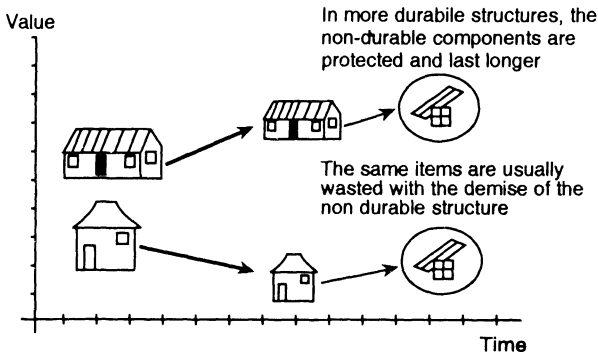 Value
In more durabile structures, the
non-durable components are
protected and last longer
The same items are usually
wasted with the demise of the
non durable structure
Time